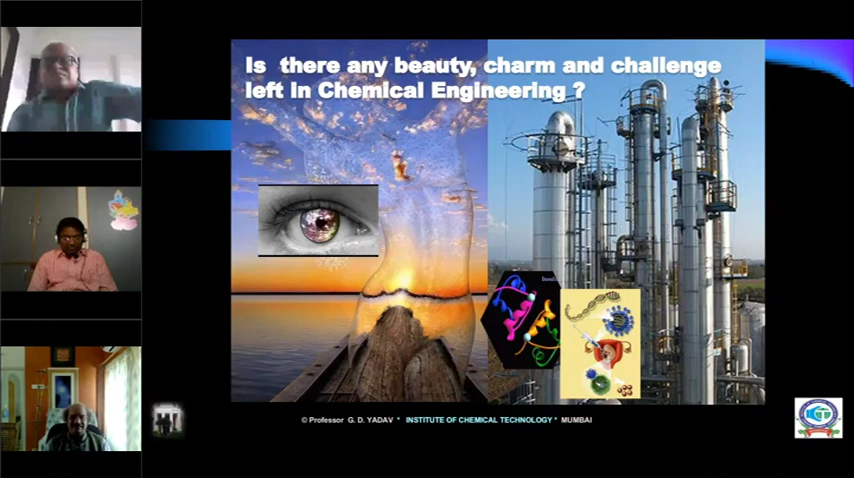 Is there any beauty, charm and challenge
left in Chemical Engineering ?
© Professor G. D. YADAV * INSTITUTE OF CHEMICAL TECHNOLOGY * MUMBAI